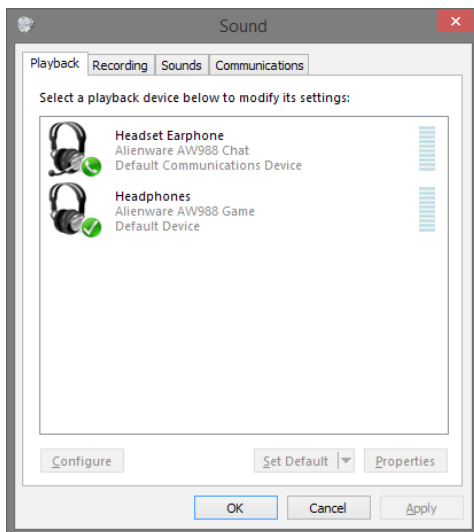 Sound
Playback Recording Sounds Communications
Select a playback device below to modify its settings:
Headset Earphone
Alienware AW988 Chat
Default Communications Device
Headphones
Alienware AW988 Game
Default Device
Configure Set Default Properties
OK Cancel Apply